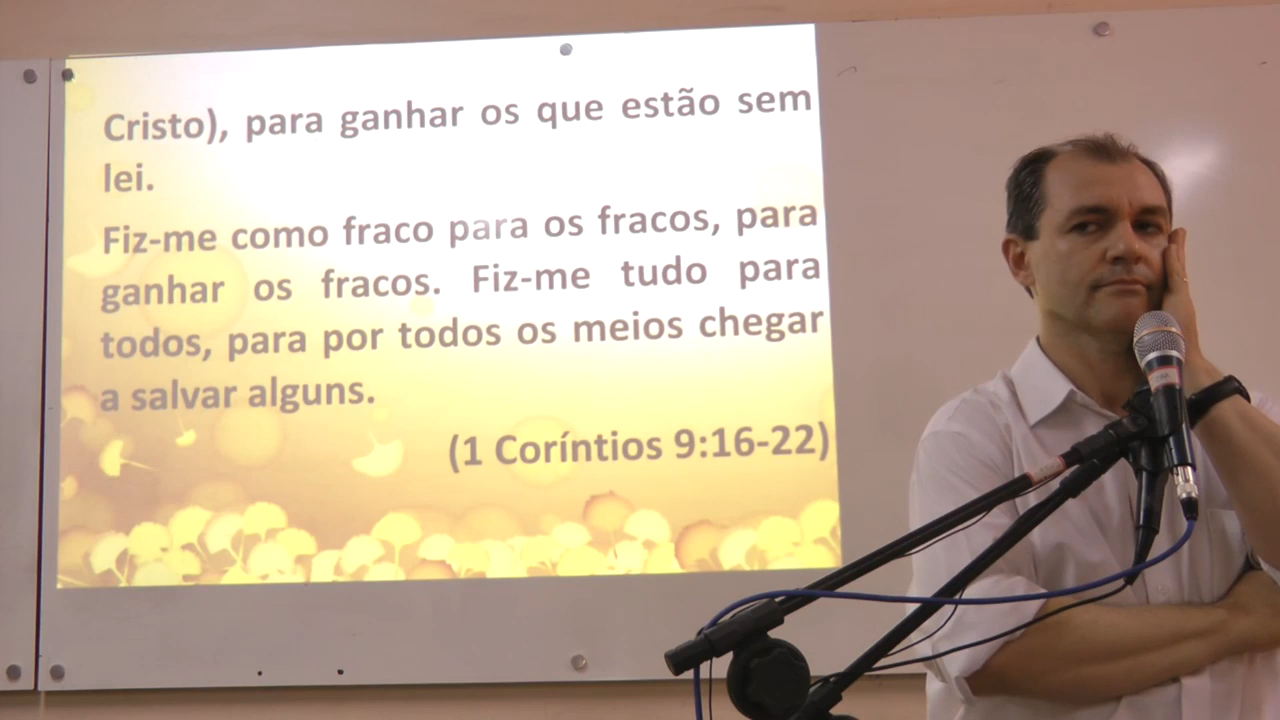 Cristo), para ganhar os que estão sem
lei.
Fiz-me como fraco para os fracos, para
ganhar os fracos. Fiz-me tudo para
todos, para por todos os meios chegar
a salvar alguns.
(1 Coríntios 9:16-22)